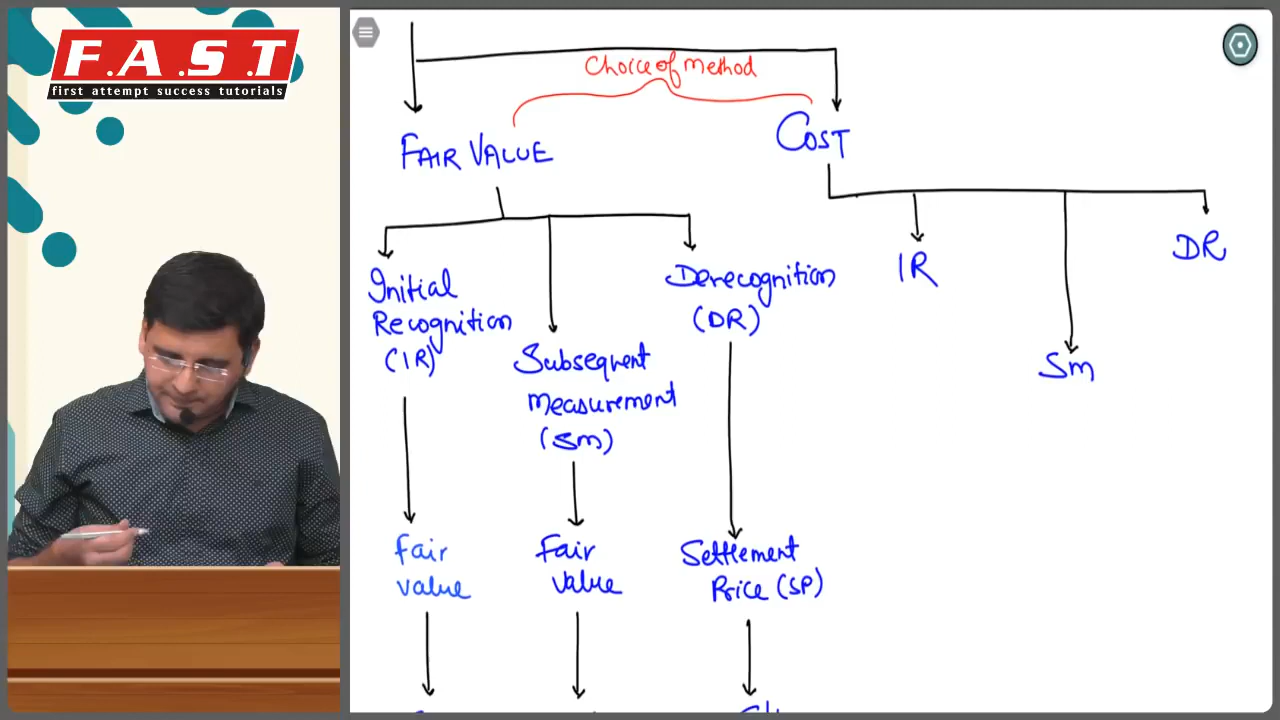 F.A.S.T
first attempt success tutorials
Choice of method
FAIR VALUE
COST
Initial
Recognition
(IR)
Subsequent
measurement
(SM)
Derecognition
(DR)
IR
SM
DR
Fair
value
Fair
Value
Settlement
Price (SP)